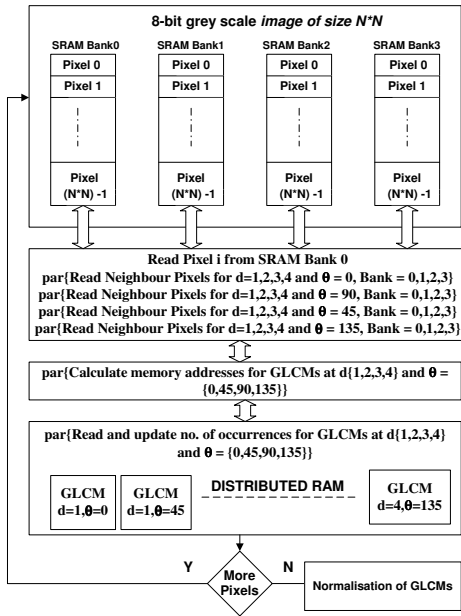 8-bit grey scale image of size N*N
SRAM Bank0 SRAM Bank1 SRAM Bank2 SRAM Bank3
Pixel 0 Pixel 0 Pixel 0 Pixel 0
Pixel 1 Pixel 1 Pixel 1 Pixel 1
Pixel Pixel Pixel Pixel
(N*N) -1 (N*N) -1 (N*N) -1 (N*N) -1
Read Pixel i from SRAM Bank 0
par{Read Neighbour Pixels for d=1,2,3,4 and θ = 0, Bank = 0,1,2,3}
par{Read Neighbour Pixels for d=1,2,3,4 and θ = 90, Bank = 0,1,2,3}
par{Read Neighbour Pixels for d=1,2,3,4 and θ = 45, Bank = 0,1,2,3}
par{Read Neighbour Pixels for d=1,2,3,4 and θ = 135, Bank = 0,1,2,3}
par{Calculate memory addresses for GLCMs at d{1,2,3,4} and θ =
{0,45,90,135}}
par{Read and update no. of occurrences for GLCMs at d{1,2,3,4}
and θ = {0,45,90,135}}
GLCM GLCM DISTRIBUTED RAM GLCM
d=1,θ=0 d=1,θ=45 d=4,θ=135
Y More N
Pixels
Normalisation of GLCMs